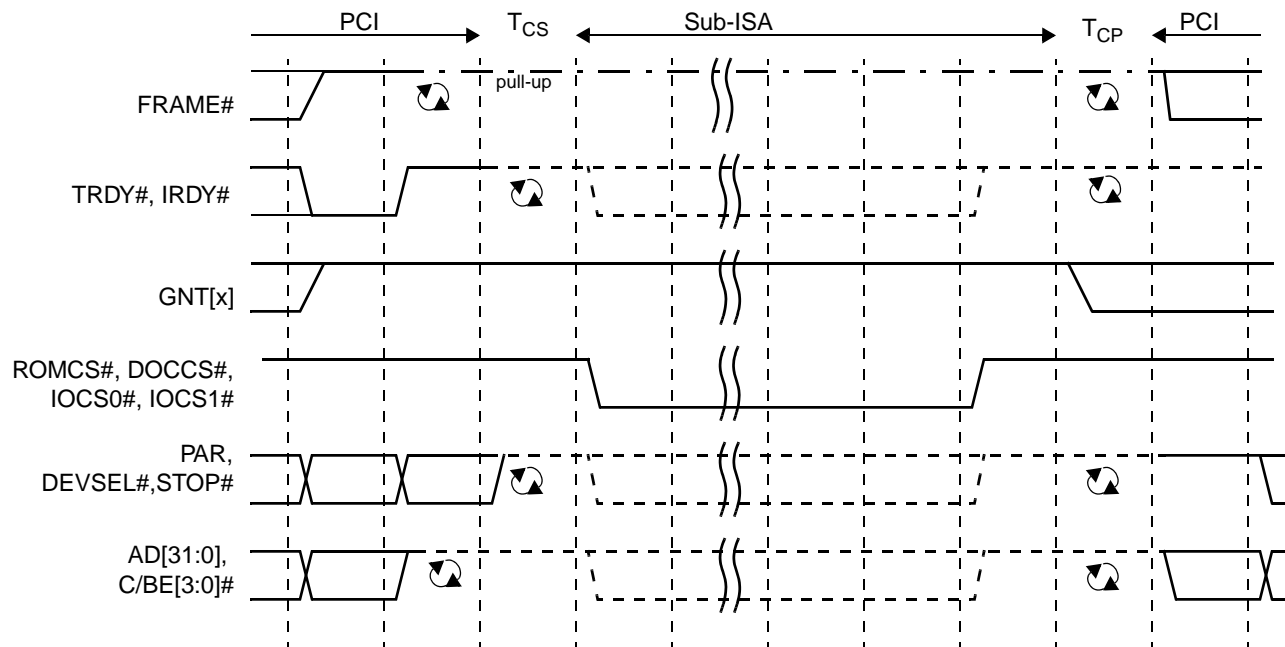 PCI TCS Sub-ISA TCP PCI
pull-up
FRAME#
TRDY#, IRDY#
GNT[x]
ROMCS#, DOCCS#,
IOCS0#, IOCS1#
PAR,
DEVSEL#,STOP#
AD[31:0],
C/BE[3:0]#